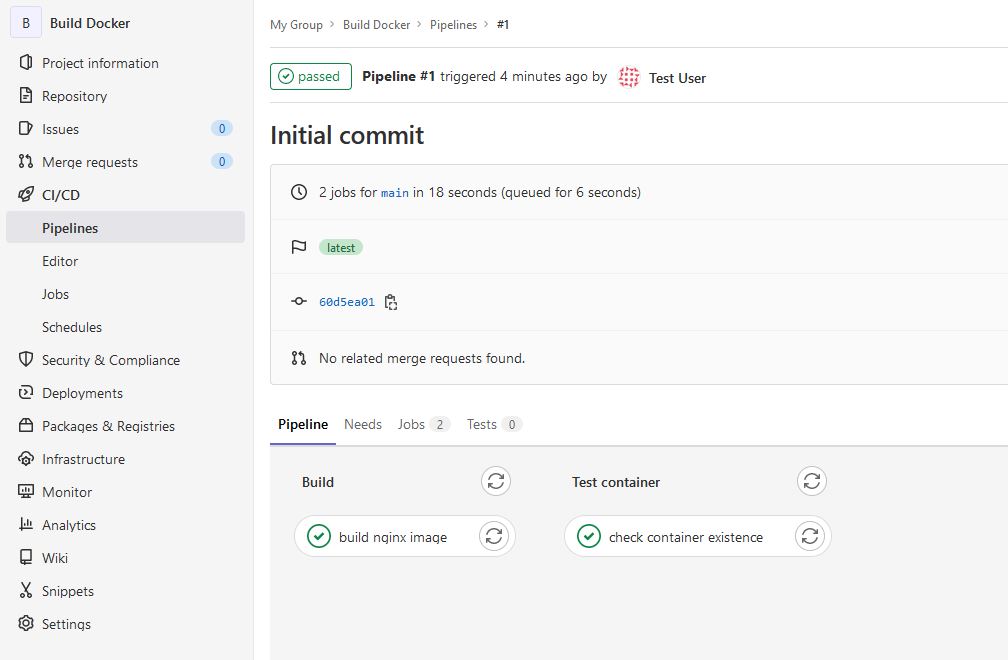 B Build Docker
Project information
Repository
Issues 0
Merge requests 0
CI/CD
Pipelines
Editor
Jobs
Schedules
Security & Compliance
Deployments
Packages & Registries
Infrastructure
Monitor
Analytics
Wiki
Snippets
Settings
My Group > Build Docker > Pipelines > #1
passed Pipeline #1 triggered 4 minutes ago by Test User
Initial commit
2 jobs for main in 18 seconds (queued for 6 seconds)
latest
60d5ea01
No related merge requests found.
Pipeline Needs Jobs 2 Tests 0
Build Test container
build nginx image check container existence